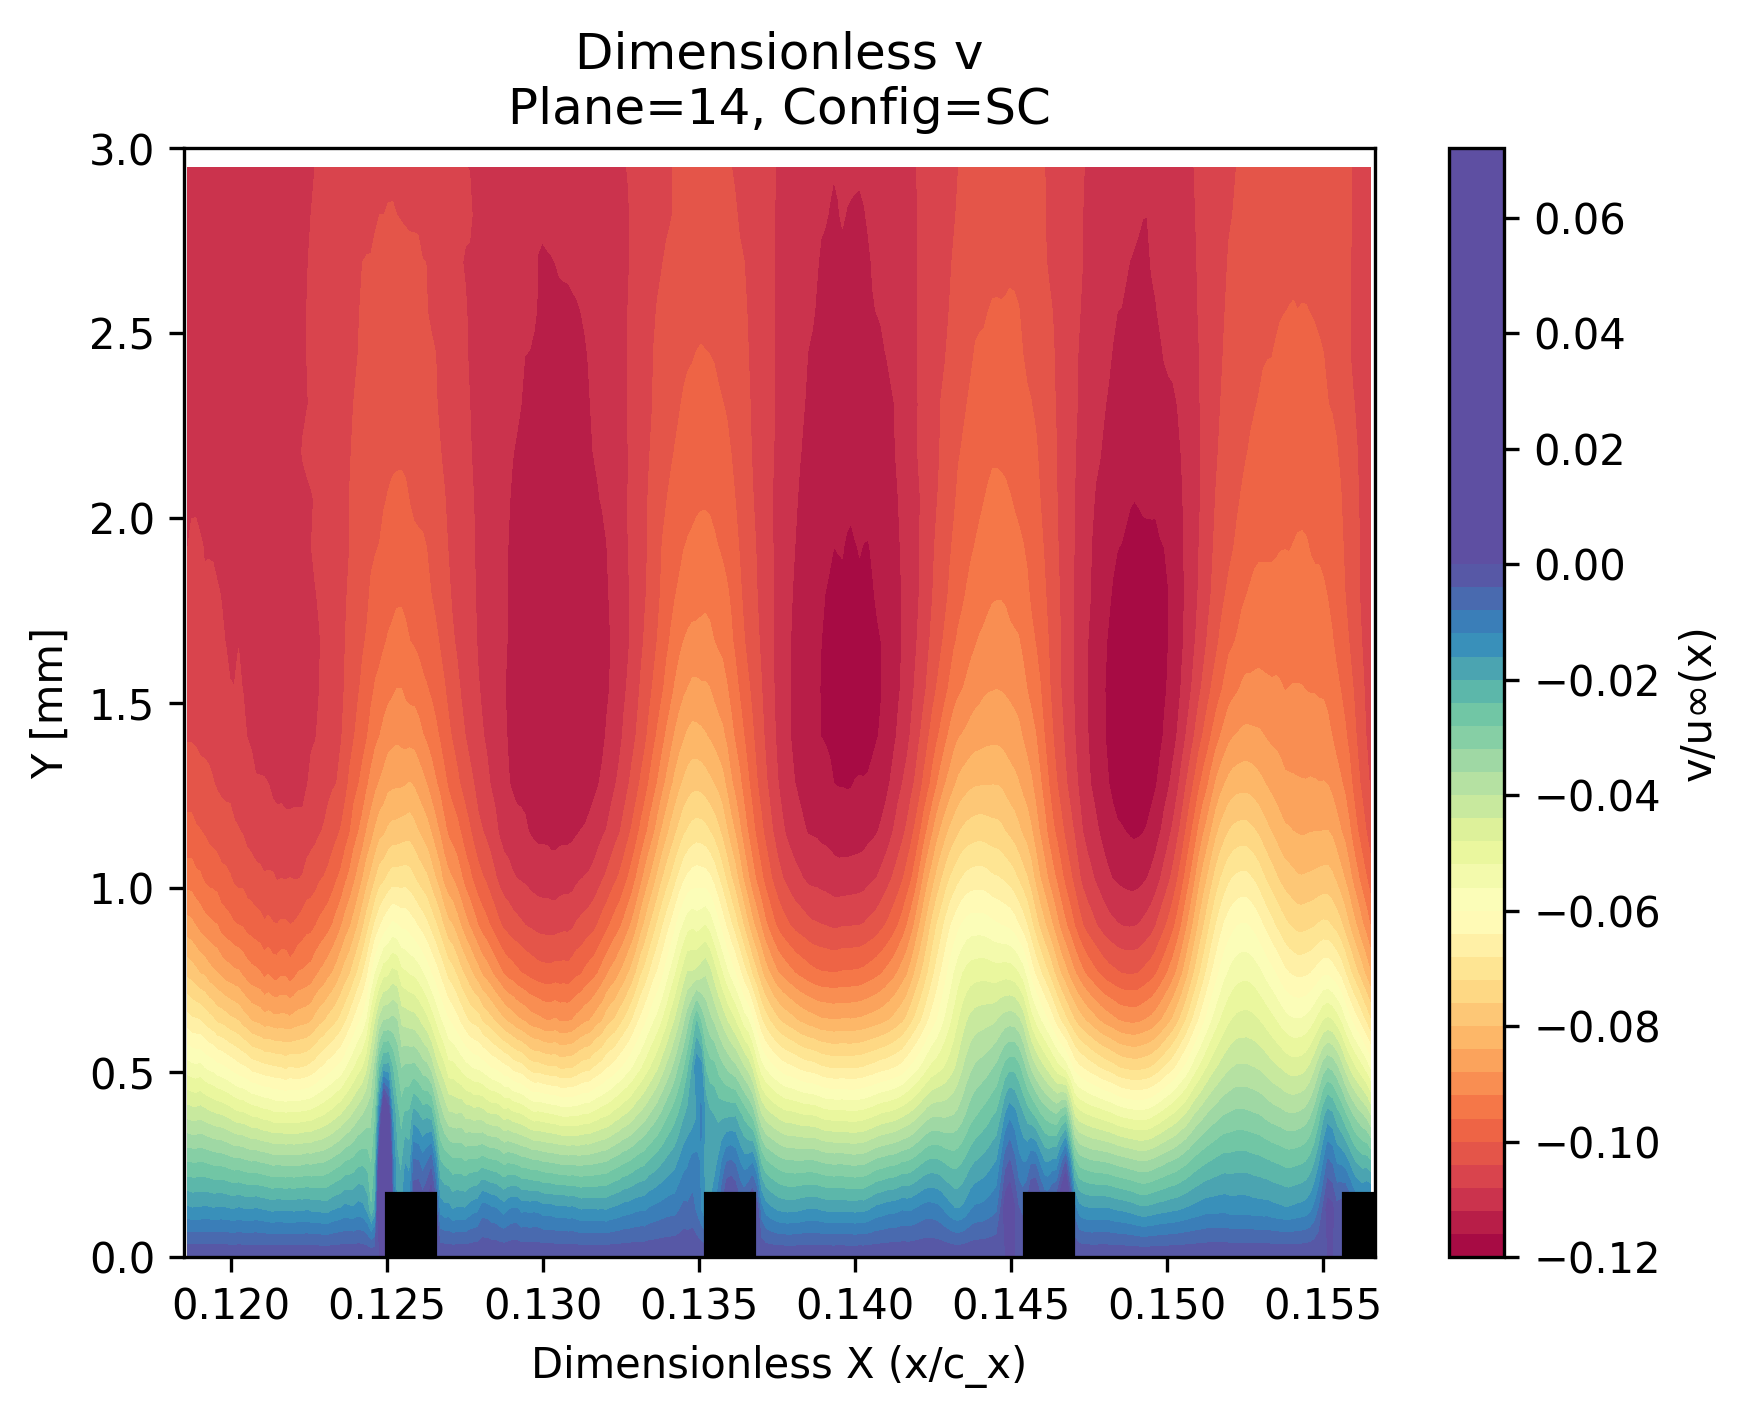 Dimensionless v
Plane=14, Config=SC
3.0
2.5
2.0
1.5
1.0
0.5
0.0
Y [mm]
0.120 0.125 0.130 0.135 0.140 0.145 0.150 0.155
Dimensionless X (x/c_x)
0.06
0.04
0.02
0.00
−0.02
−0.04
−0.06
−0.08
−0.10
−0.12
v/u∞(x)